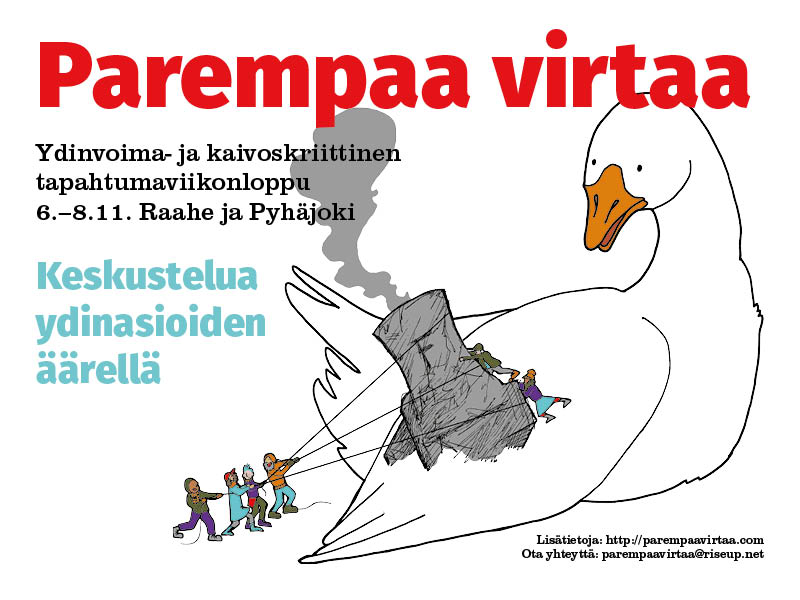 Parempaa virtaa
Ydinvoima- ja kaivoskriittinen
tapahtumaviikonloppu
6.–8.11. Raahe ja Pyhäjoki
Keskustelua
ydinasioiden
äärellä
Lisätietoja: http://parempaavirtaa.com
Ota yhteyttä: parempaavirtaa@riseup.net